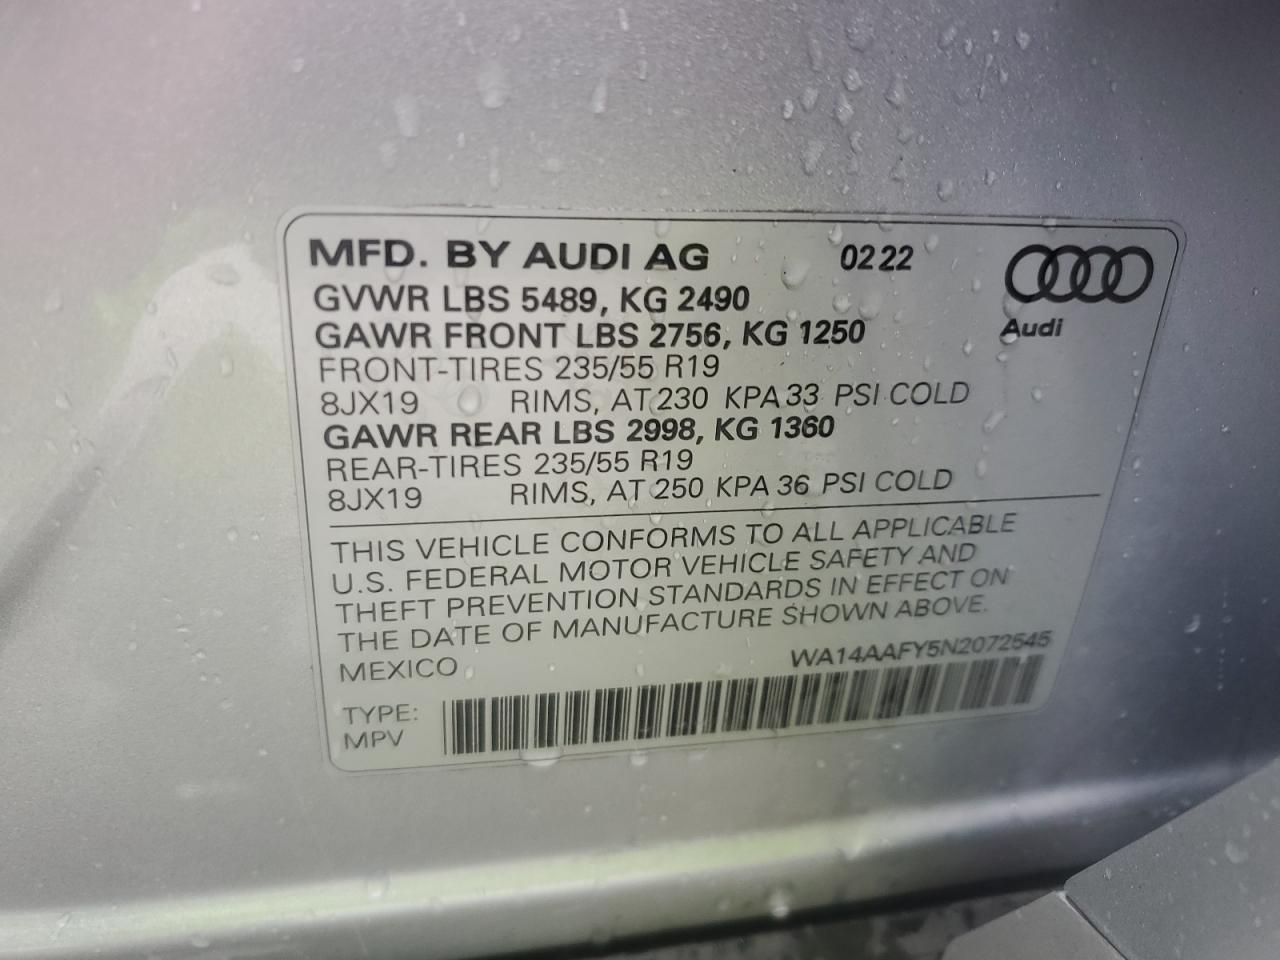 MFD. BY AUDI AG 02 22
GVWR LBS 5489, KG 2490
GAWR FRONT LBS 2756, KG 1250
Audi
FRONT-TIRES 235/55 R19
8JX19 RIMS, AT 230 KPA 33 PSI COLD
GAWR REAR LBS 2998, KG 1360
REAR-TIRES 235/55 R19
8JX19 RIMS, AT 250 KPA 36 PSI COLD
THIS VEHICLE CONFORMS TO ALL APPLICABLE
U.S. FEDERAL MOTOR VEHICLE SAFETY AND
THEFT PREVENTION STANDARDS IN EFFECT ON
THE DATE OF MANUFACTURE SHOWN ABOVE.
MEXICO WA14AAFY5N2072545
TYPE:
MPV